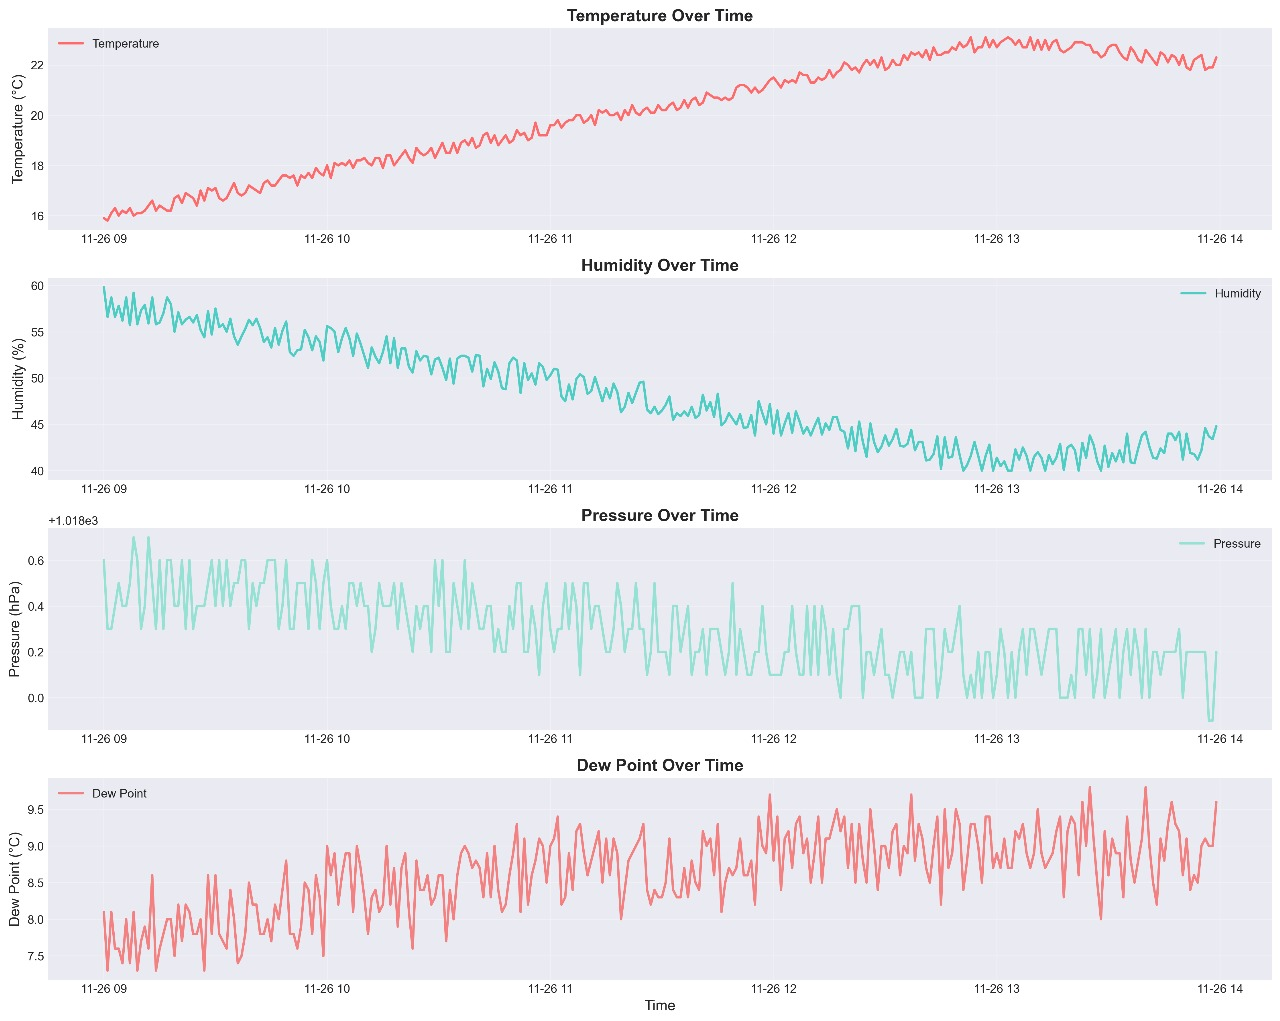 Temperature Over Time
Temperature
Temperature (°C)
22
20
18
16
11-26 09 11-26 10 11-26 11 11-26 12 11-26 13 11-26 14
Humidity Over Time
Humidity
Humidity (%)
60
55
50
45
40
11-26 09 11-26 10 11-26 11 11-26 12 11-26 13 11-26 14
+1.018e3
Pressure Over Time
Pressure
Pressure (hPa)
0.6
0.4
0.2
0.0
11-26 09 11-26 10 11-26 11 11-26 12 11-26 13 11-26 14
Dew Point Over Time
Dew Point
Dew Point (°C)
9.5
9.0
8.5
8.0
7.5
11-26 09 11-26 10 11-26 11 11-26 12 11-26 13 11-26 14
Time